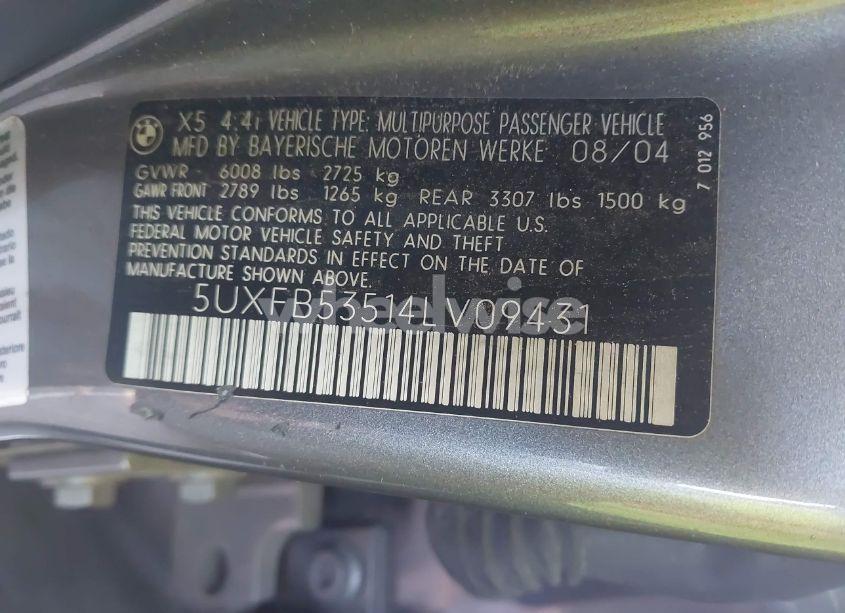 X5 4.4i VEHICLE TYPE: MULTIPURPOSE PASSENGER VEHICLE
MFD BY BAYERISCHE MOTOREN WERKE 08/04
GVWR - 6008 lbs 2725 kg
GAWR FRONT 2789 lbs 1265 kg REAR 3307 lbs 1500 kg
THIS VEHICLE CONFORMS TO ALL APPLICABLE U.S.
FEDERAL MOTOR VEHICLE SAFETY AND THEFT
PREVENTION STANDARDS IN EFFECT ON THE DATE OF
MANUFACTURE SHOWN ABOVE.
5UXFB53514LV09431
7 012 956
wheelwise